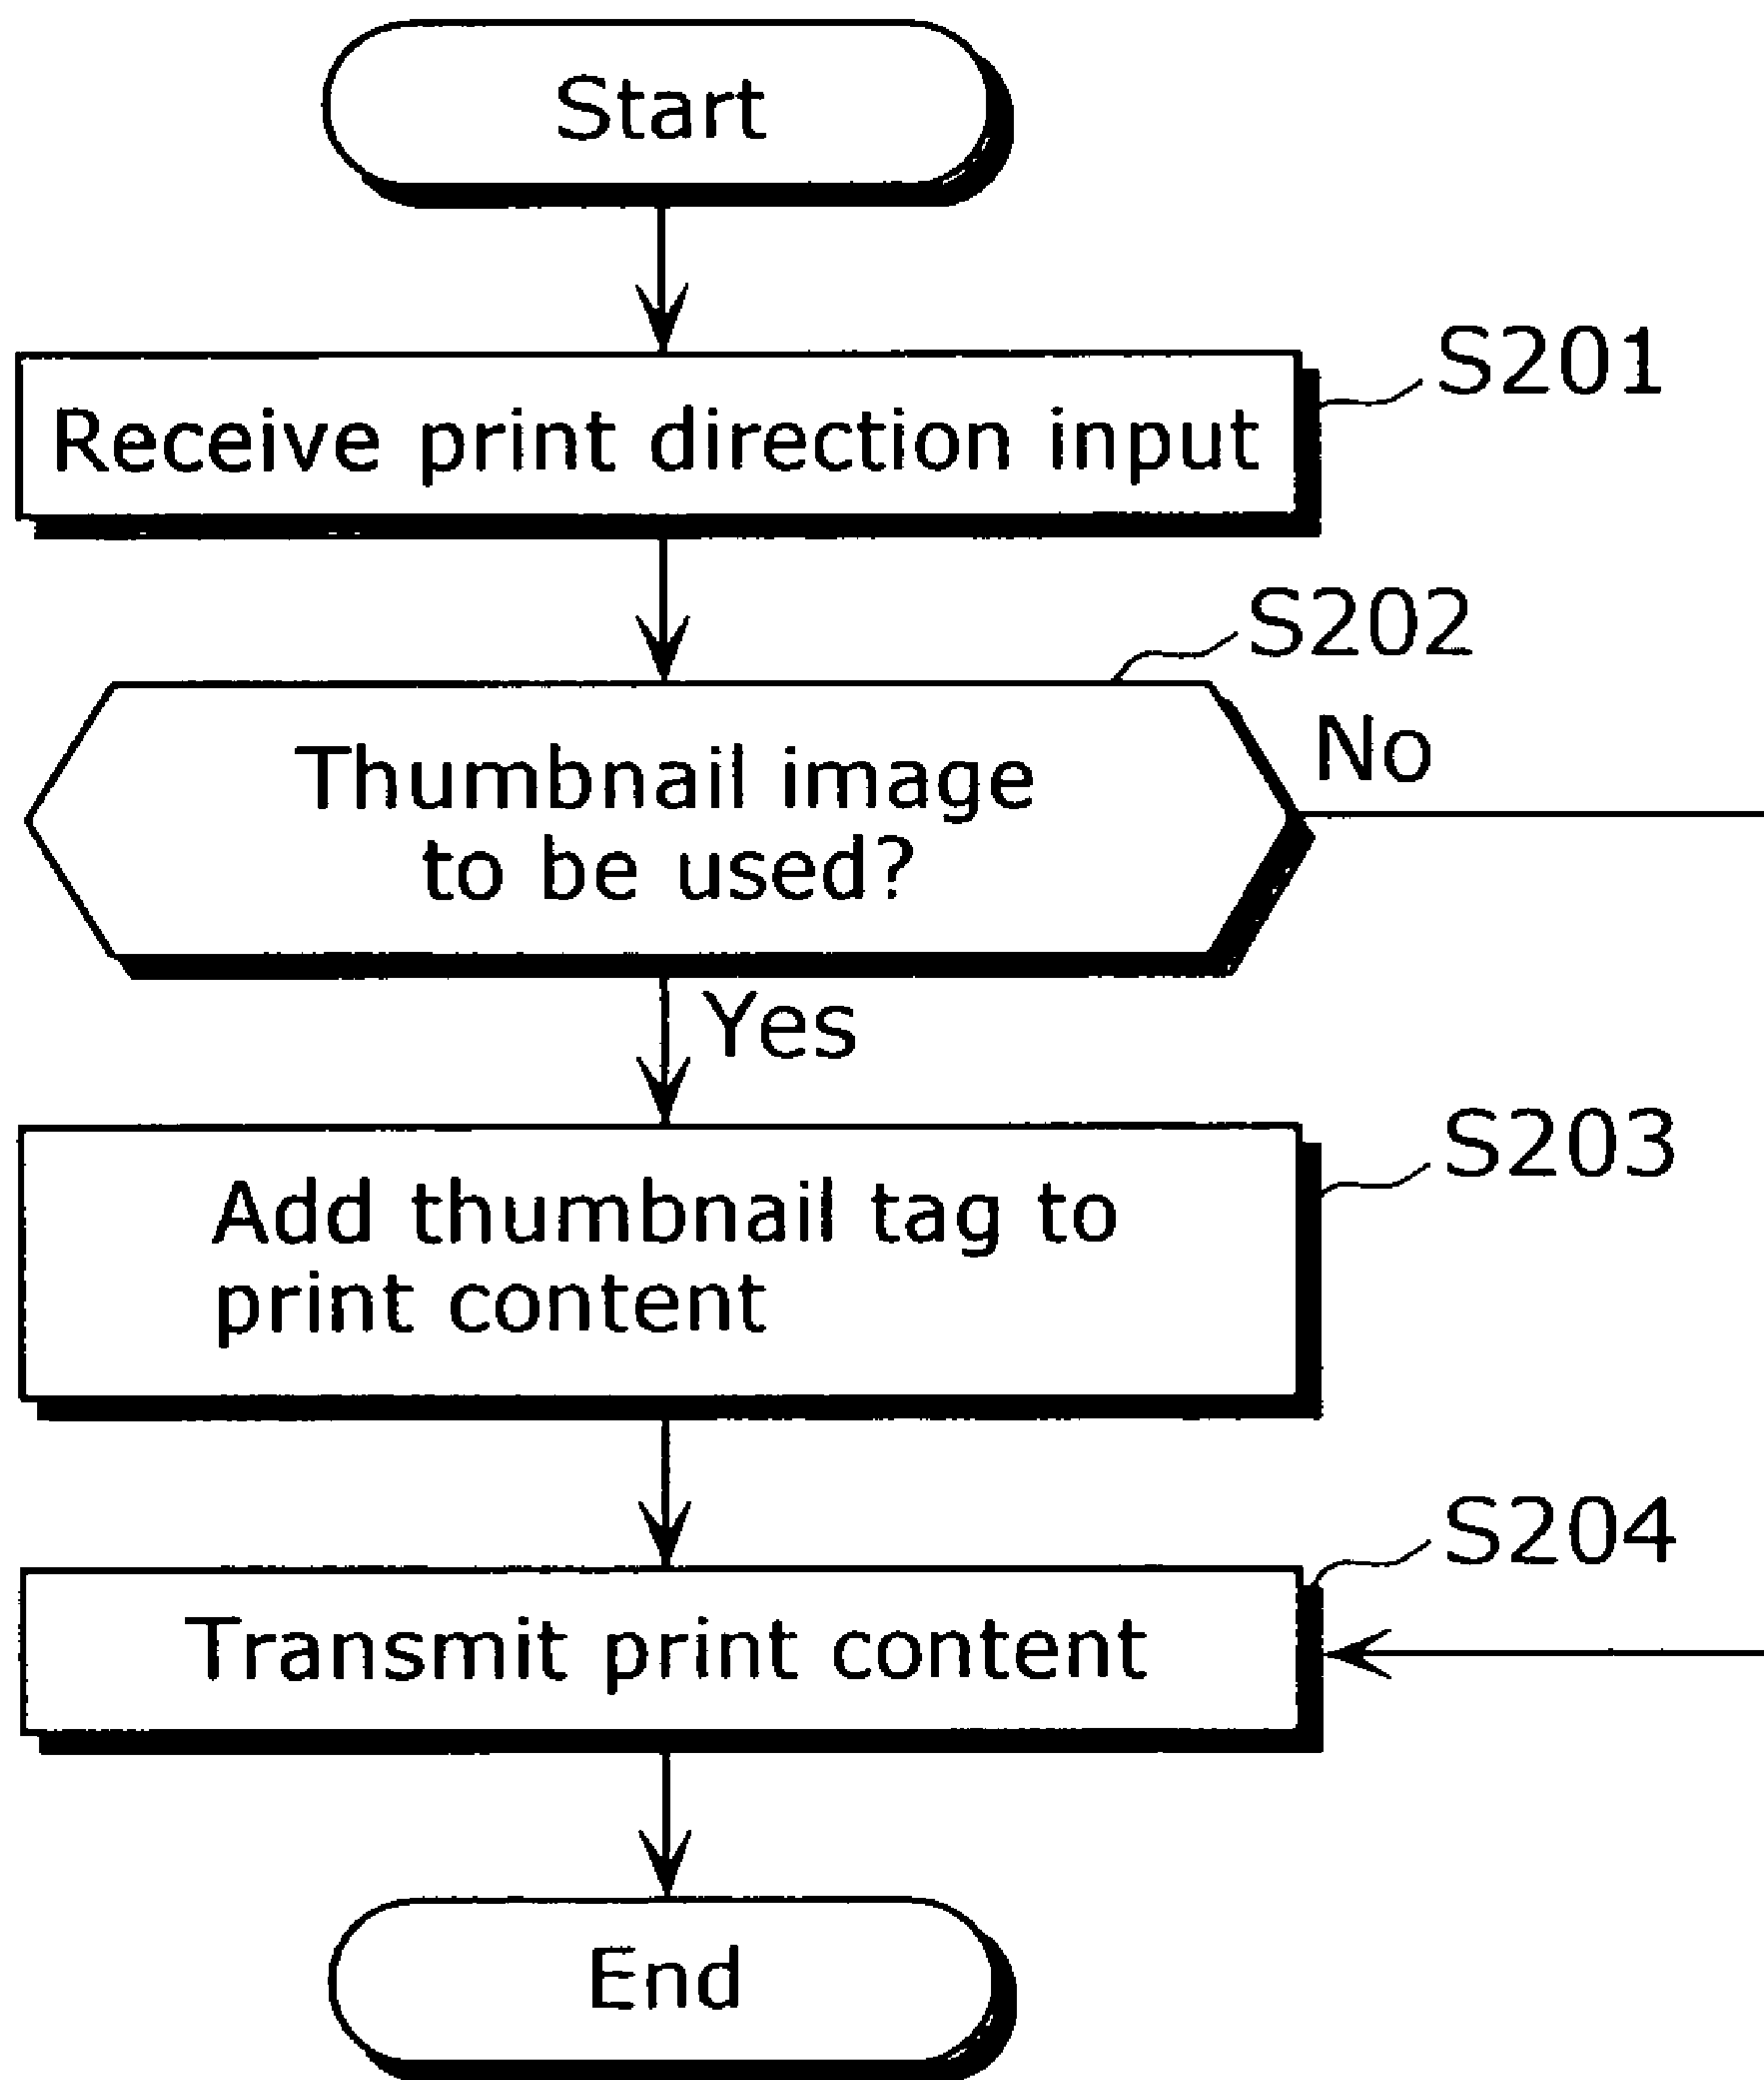 Start
S201
Receive print direction input
S202
No
Thumbnail image
to be used?
Yes
S203
Add thumbnail tag to
print content
S204
Transmit print content
End